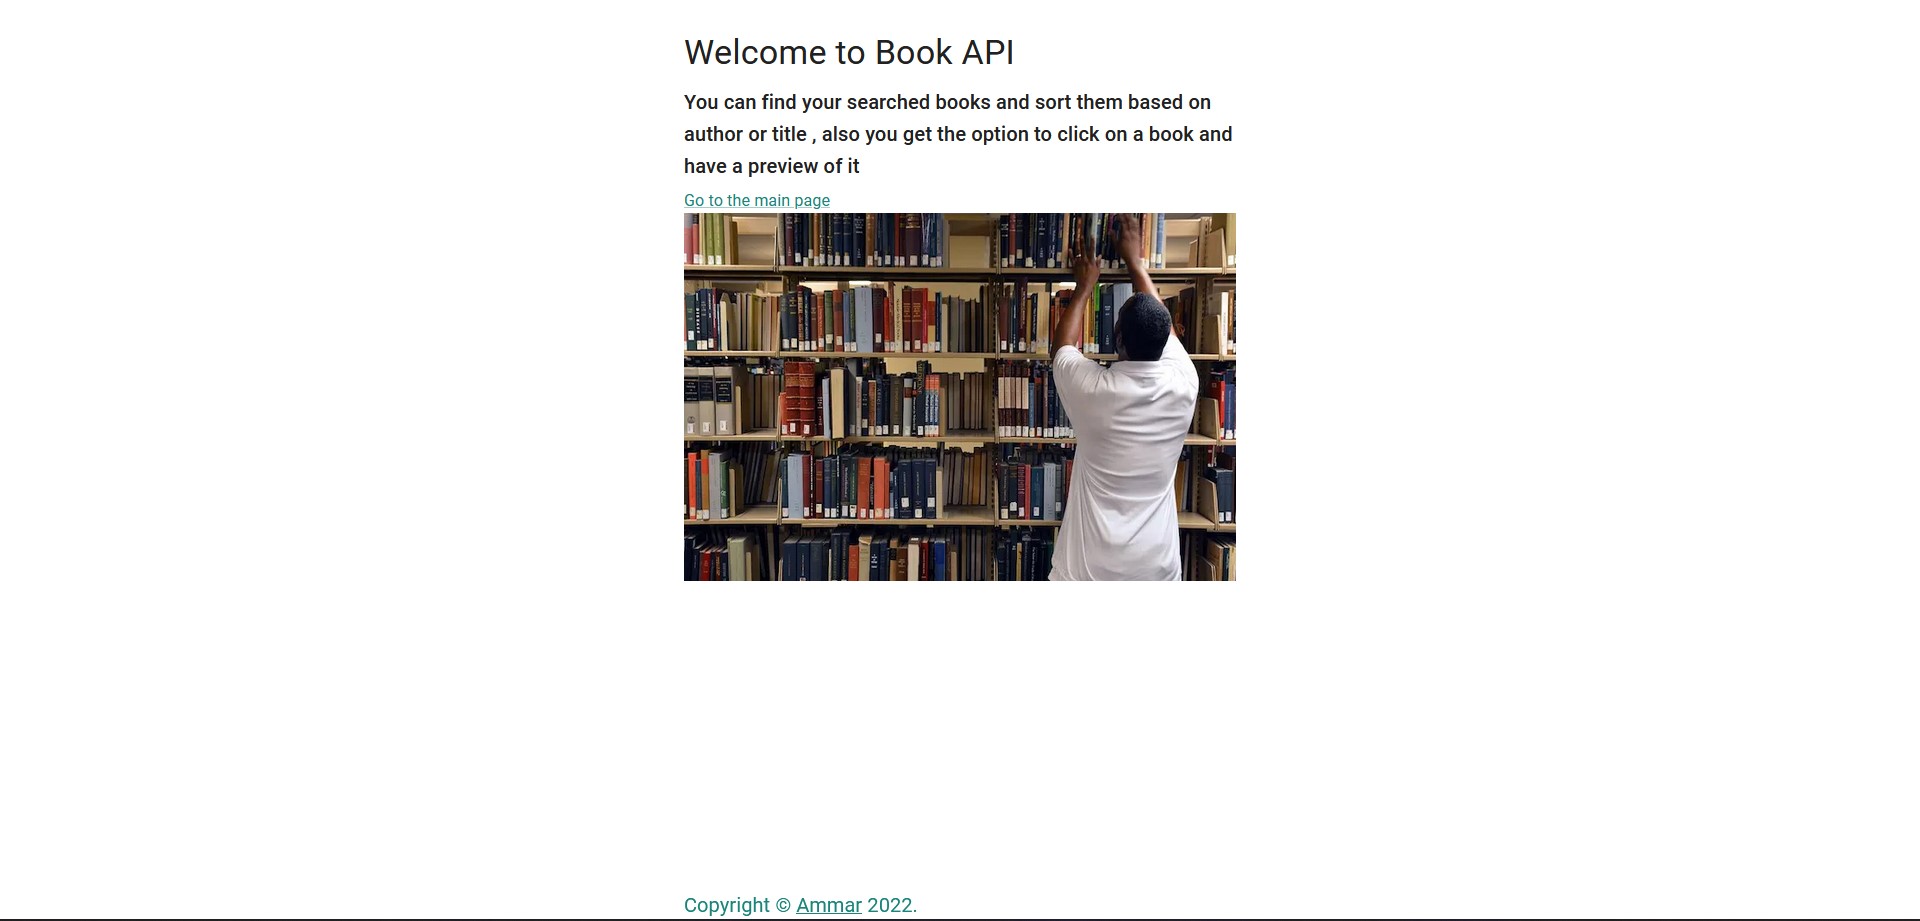 Welcome to Book API
You can find your searched books and sort them based on
author or title , also you get the option to click on a book and
have a preview of it
Go to the main page
Copyright © Ammar 2022.